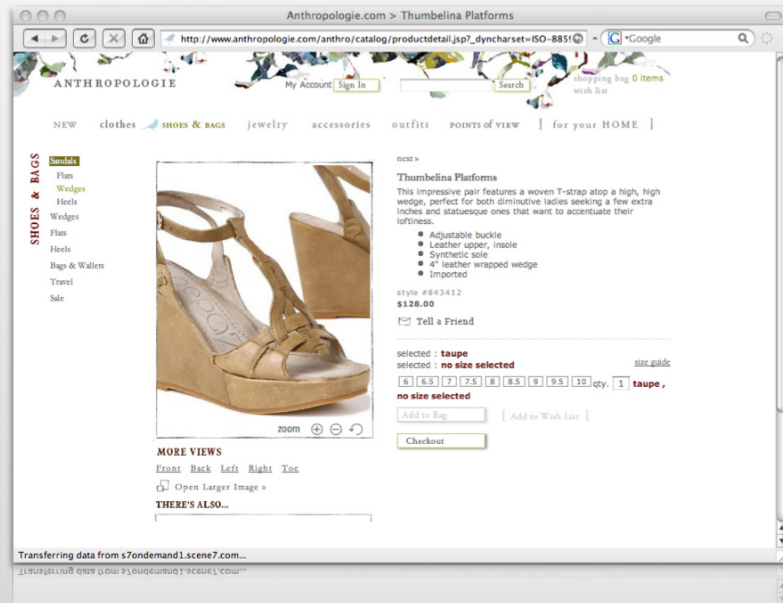 Anthropologie.com > Thumbelina Platforms
http://www.anthropologie.com/anthro/catalog/productdetail.jsp?_dyncharset=ISO-8859
Google
ANTHROPOLOGIE
My Account Sign In
Search
shopping bag 0 items
wish list
NEW clothes SHOES & BAGS jewelry accessories outfits POINTS OF VIEW { for your HOME }
SHOES & BAGS
Sandals
Flats
Wedges
Heels
Wedges
Flats
Heels
Bags & Wallets
Travel
Sale
zoom
MORE VIEWS
Front Back Left Right Toe
Open Larger Image »
THERE'S ALSO...
next »
Thumbelina Platforms
This impressive pair features a woven T-strap atop a high, high
wedge, perfect for both diminutive ladies seeking a few extra
inches and statuesque ones that want to accentuate their
loftiness.
Adjustable buckle
Leather upper, insole
Synthetic sole
4" leather wrapped wedge
Imported
style #843412
$128.00
Tell a Friend
selected : taupe
selected : no size selected
size guide
6 6.5 7 7.5 8 8.5 9 9.5 10 qty. 1 taupe ,
no size selected
Add to Bag [ Add to Wish List ]
Checkout
Transferring data from s7ondemand1.scene7.com...